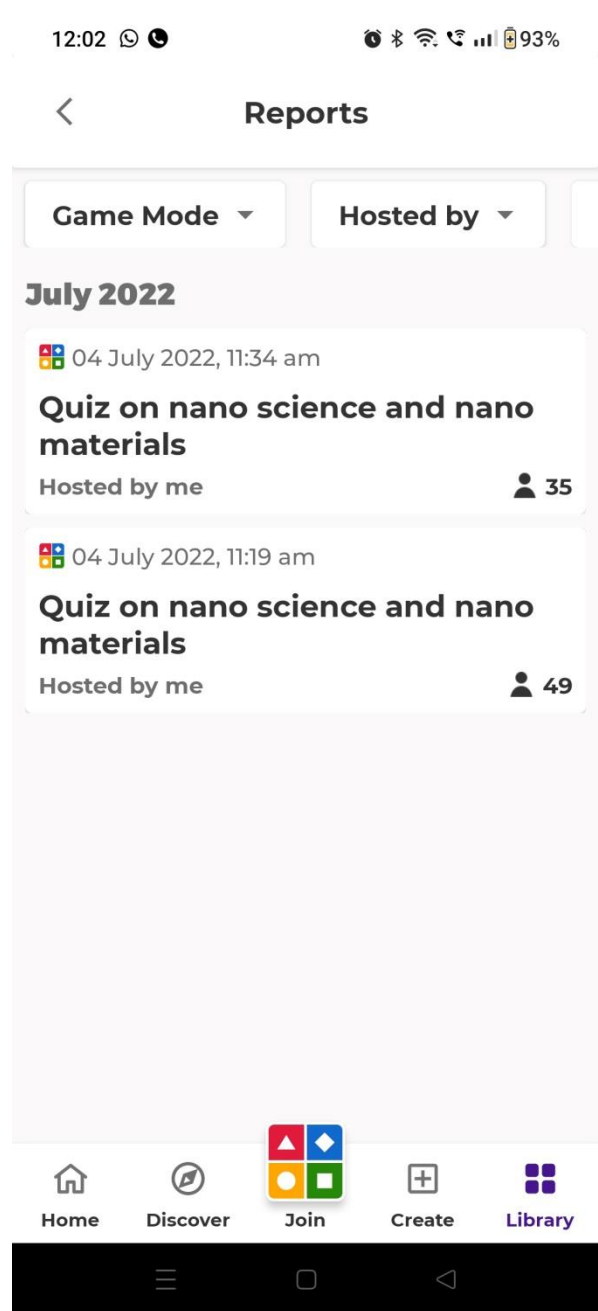 12:02 93%
Reports
Game Mode Hosted by
July 2022
04 July 2022, 11:34 am
Quiz on nano science and nano
materials
Hosted by me 35
04 July 2022, 11:19 am
Quiz on nano science and nano
materials
Hosted by me 49
Home Discover Join Create Library